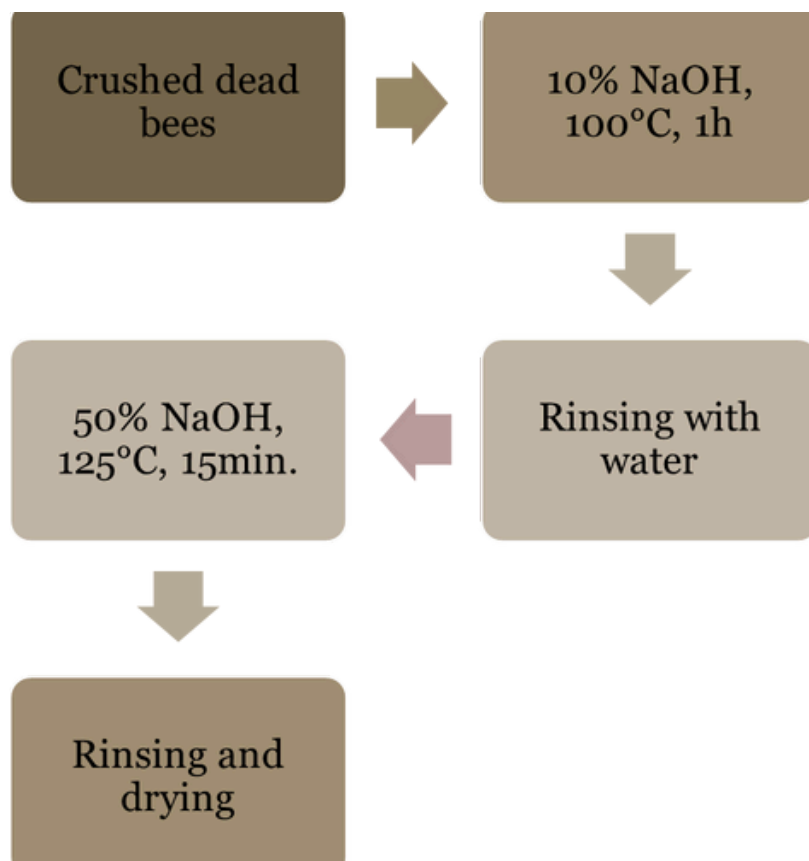 Crushed dead
bees
10% NaOH,
100°C, 1h
Rinsing with
water
50% NaOH,
125°C, 15min.
Rinsing and
drying